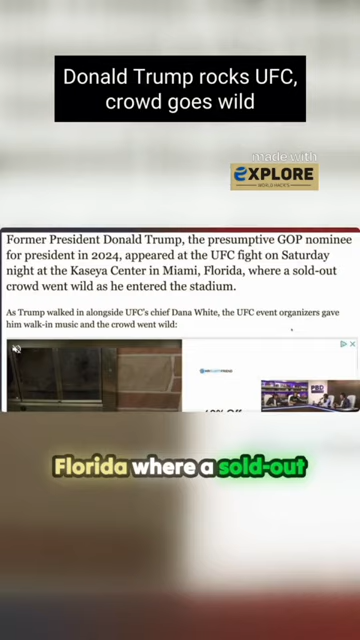 Donald Trump rocks UFC,
crowd goes wild
made with
EXPLORE
WORLD HACKS
Former President Donald Trump, the presumptive GOP nominee
for president in 2024, appeared at the UFC fight on Saturday
night at the Kaseya Center in Miami, Florida, where a sold-out
crowd went wild as he entered the stadium.
As Trump walked in alongside UFC's chief Dana White, the UFC event organizers gave
him walk-in music and the crowd went wild:
PRO
Florida where a sold-out